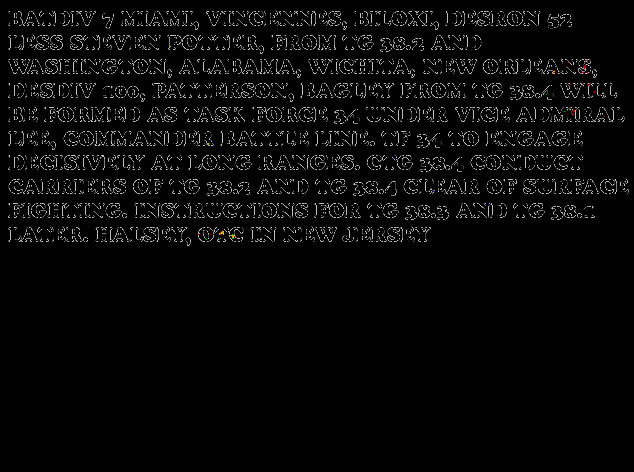 BATDIV 7 MIAMI, VINCENNES, BILOXI, DESRON 52
LESS STEVEN POTTER, FROM TG 38.2 AND
WASHINGTON, ALABAMA, WICHITA, NEW ORLEANS,
DESDIV 100, PATTERSON, BAGLEY FROM TG 38.4 WILL
BE FORMED AS TASK FORCE 34 UNDER VICE ADMIRAL
LEE, COMMANDER BATTLE LINE. TF 34 TO ENGAGE
DECISIVELY AT LONG RANGES. CTG 38.4 CONDUCT
CARRIERS OF TG 38.2 AND TG 38.4 CLEAR OF SURFACE
FIGHTING. INSTRUCTIONS FOR TG 38.3 AND TG 38.1
LATER. HALSEY, OTC IN NEW JERSEY